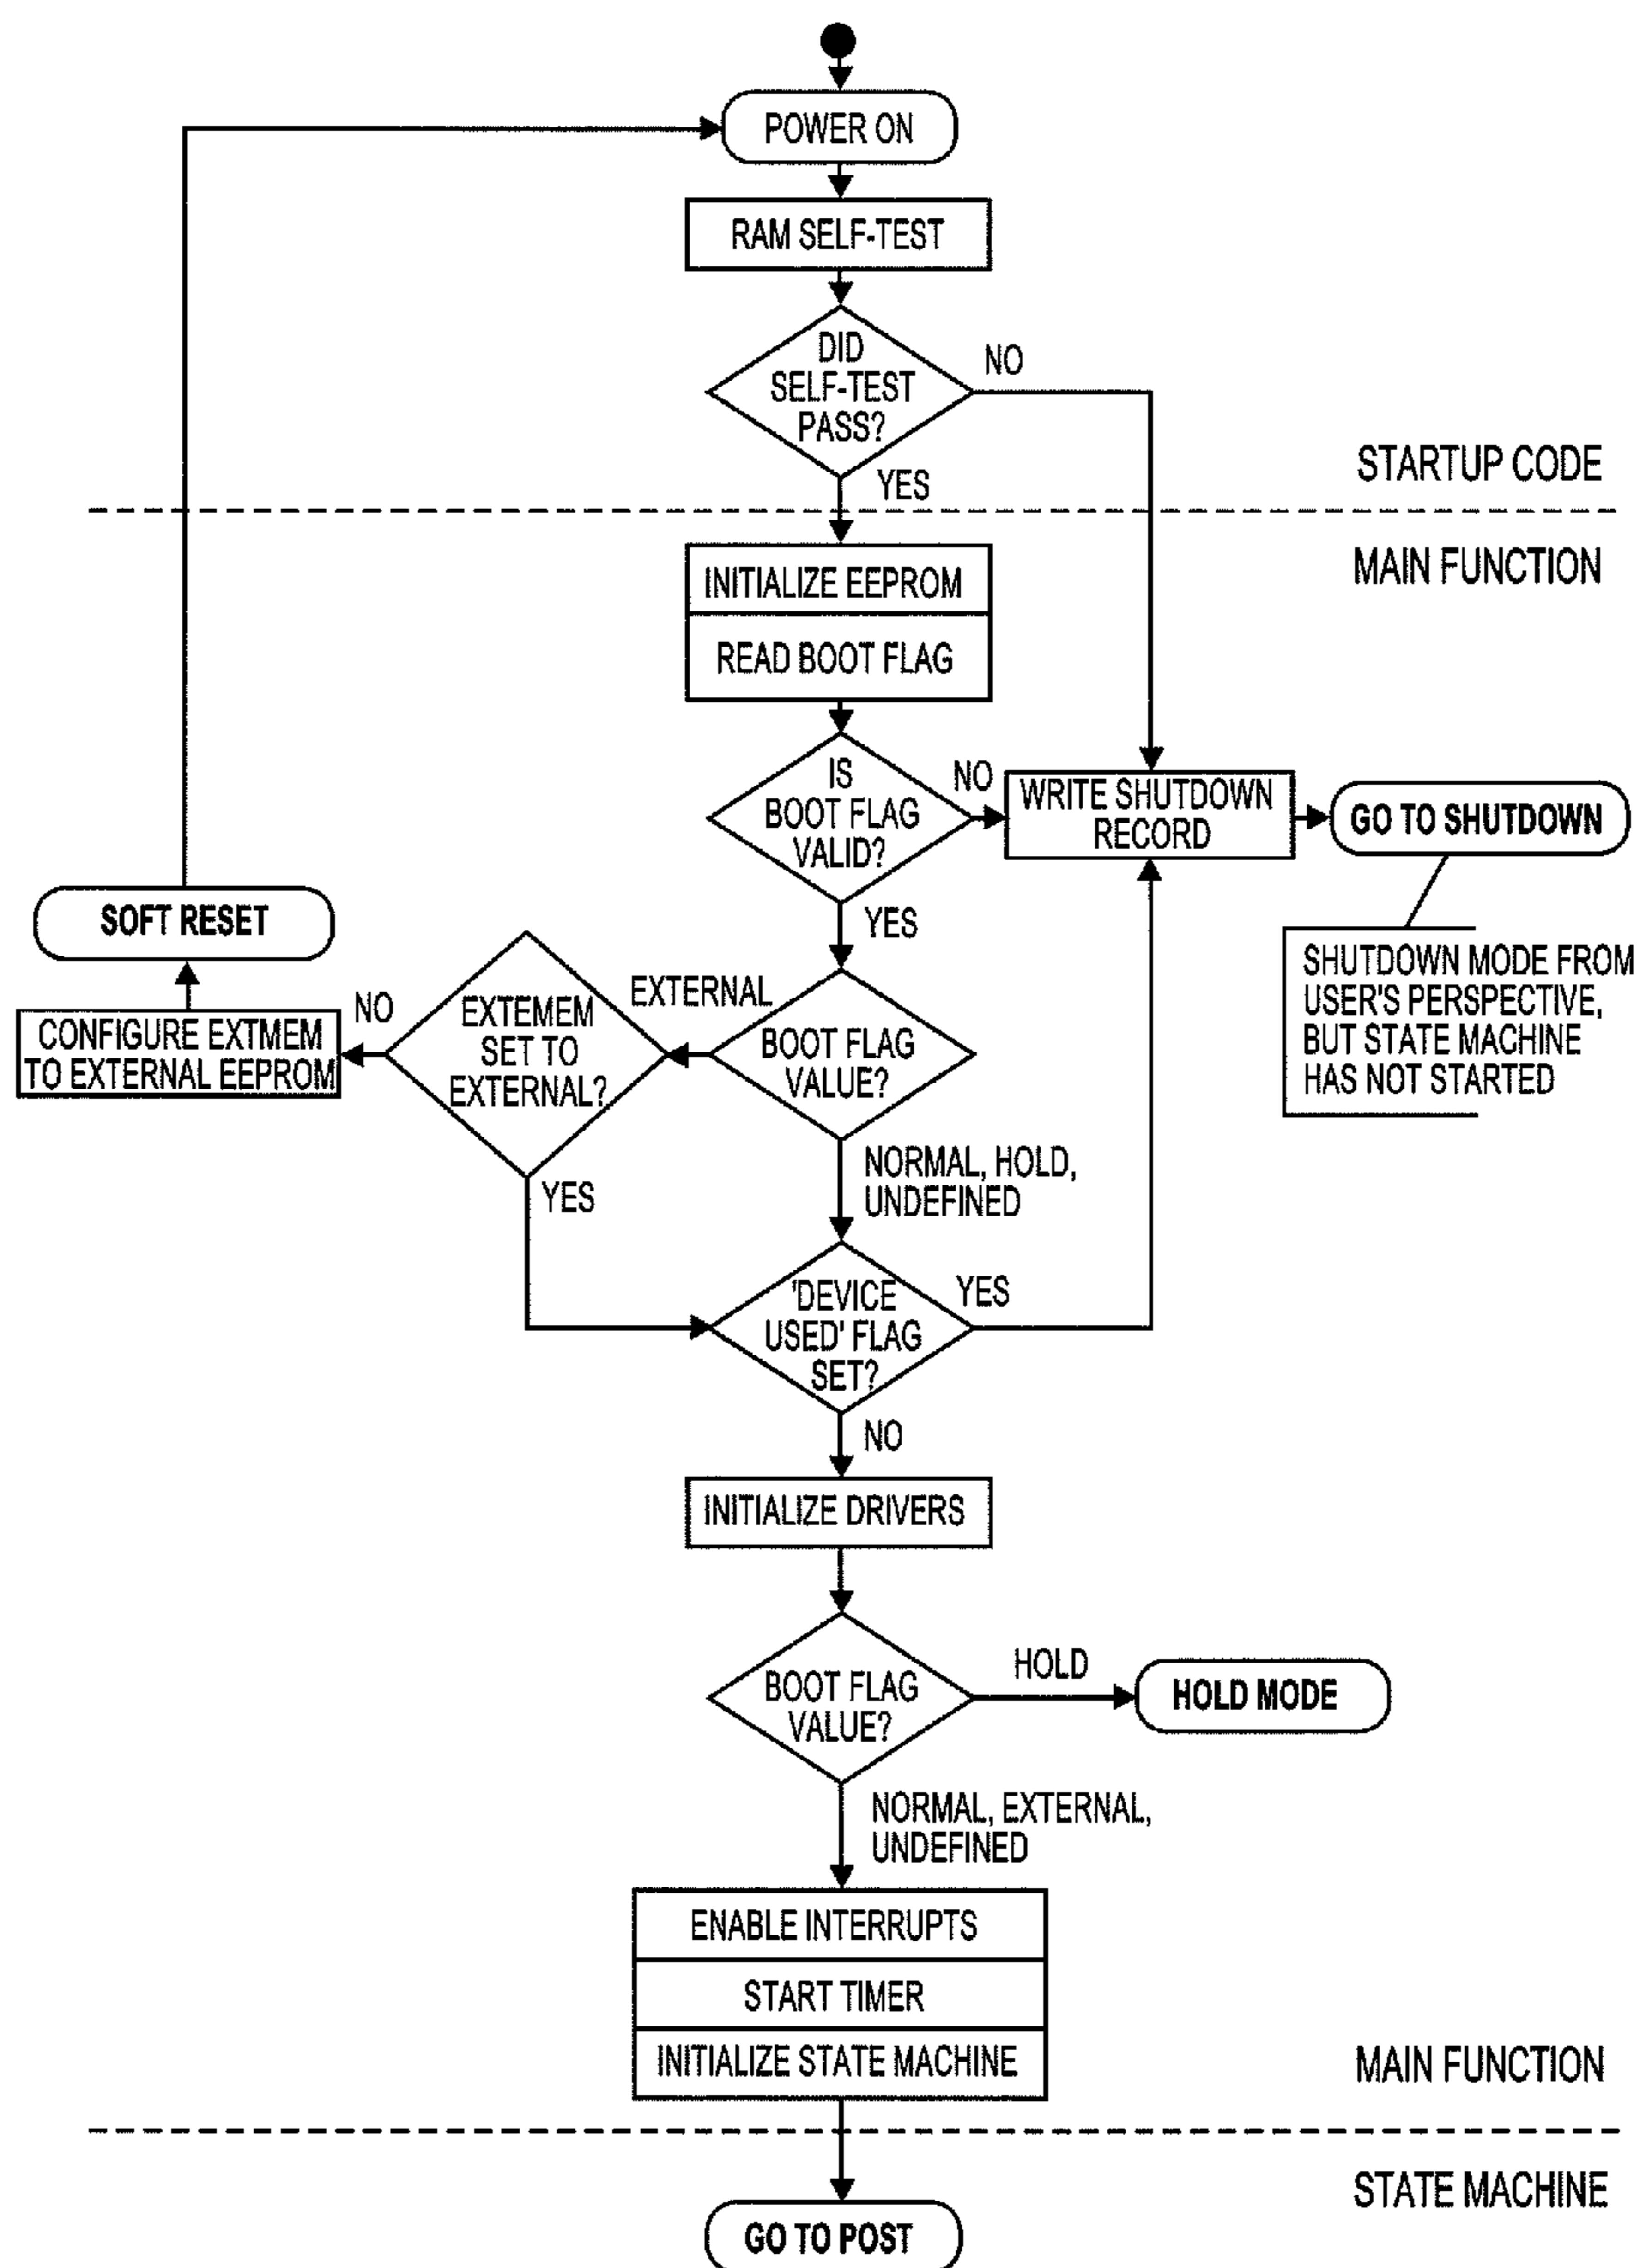 POWER ON
RAM SELF-TEST
DID
SELF-TEST
PASS?
NO
YES
STARTUP CODE
MAIN FUNCTION
INITIALIZE EEPROM
READ BOOT FLAG
IS
BOOT FLAG
VALID?
NO
WRITE SHUTDOWN
RECORD
GO TO SHUTDOWN
YES
SHUTDOWN MODE FROM
USER'S PERSPECTIVE,
BUT STATE MACHINE
HAS NOT STARTED
SOFT RESET
CONFIGURE EXTMEM
TO EXTERNAL EEPROM
NO
EXTEMEM
SET TO
EXTERNAL?
EXTERNAL
BOOT FLAG
VALUE?
YES
NORMAL, HOLD,
UNDEFINED
'DEVICE
USED' FLAG
SET?
YES
NO
INITIALIZE DRIVERS
BOOT FLAG
VALUE?
HOLD
HOLD MODE
NORMAL, EXTERNAL,
UNDEFINED
ENABLE INTERRUPTS
START TIMER
INITIALIZE STATE MACHINE
MAIN FUNCTION
STATE MACHINE
GO TO POST